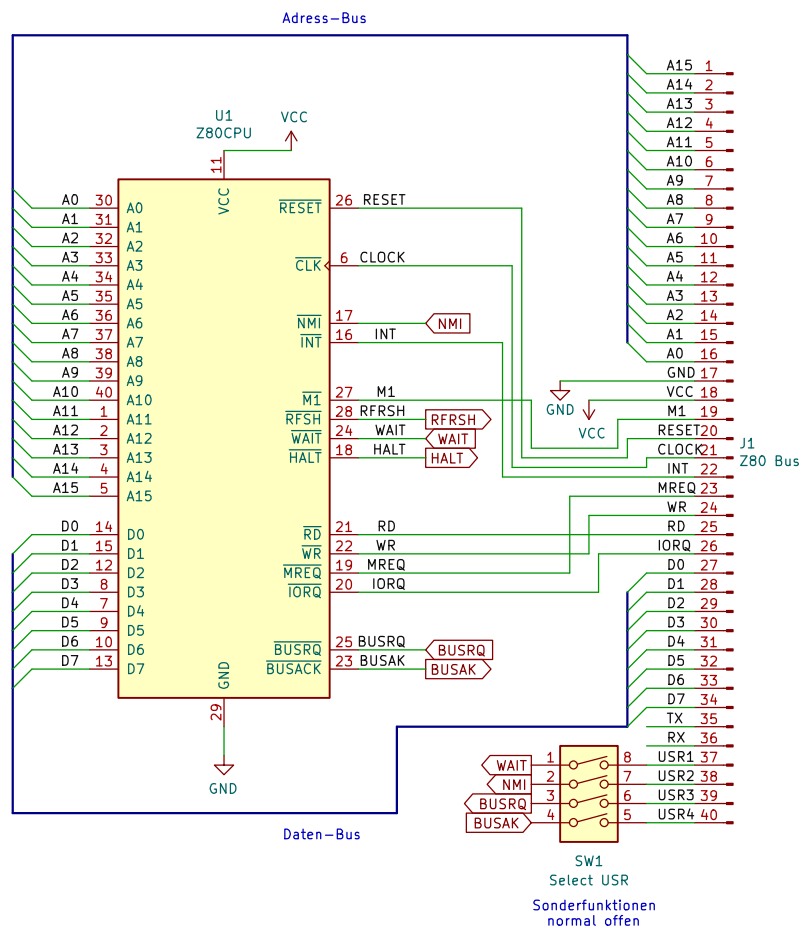 Adress-Bus
U1
Z80CPU
VCC
11
VCC
A0 30 A0
A1 31 A1
A2 32 A2
A3 33 A3
A4 34 A4
A5 35 A5
A6 36 A6
A7 37 A7
A8 38 A8
A9 39 A9
A10 40 A10
A11 1 A11
A12 2 A12
A13 3 A13
A14 4 A14
A15 5 A15
D0 14 D0
D1 15 D1
D2 12 D2
D3 8 D3
D4 7 D4
D5 9 D5
D6 10 D6
D7 13 D7
GND
29
GND
RESET 26 RESET
CLK 6 CLOCK
NMI 17 NMI
INT 16 INT
M1 27 M1
RFSH 28 RFRSH RFRSH
WAIT 24 WAIT WAIT
HALT 18 HALT HALT
RD 21 RD
WR 22 WR
MREQ 19 MREQ
IORQ 20 IORQ
BUSRQ 25 BUSRQ BUSRQ
BUSACK 23 BUSAK BUSAK
A15 1
A14 2
A13 3
A12 4
A11 5
A10 6
A9 7
A8 8
A7 9
A6 10
A5 11
A4 12
A3 13
A2 14
A1 15
A0 16
GND 17
GND
VCC 18
VCC
M1 19
RESET 20
CLOCK 21
INT 22
MREQ 23
WR 24
RD 25
IORQ 26
D0 27
D1 28
D2 29
D3 30
D4 31
D5 32
D6 33
D7 34
TX 35
RX 36
USR1 37
USR2 38
USR3 39
USR4 40
J1
Z80 Bus
WAIT 1 8
NMI 2 7
BUSRQ 3 6
BUSAK 4 5
SW1
Select USR
Sonderfunktionen
normal offen
Daten-Bus